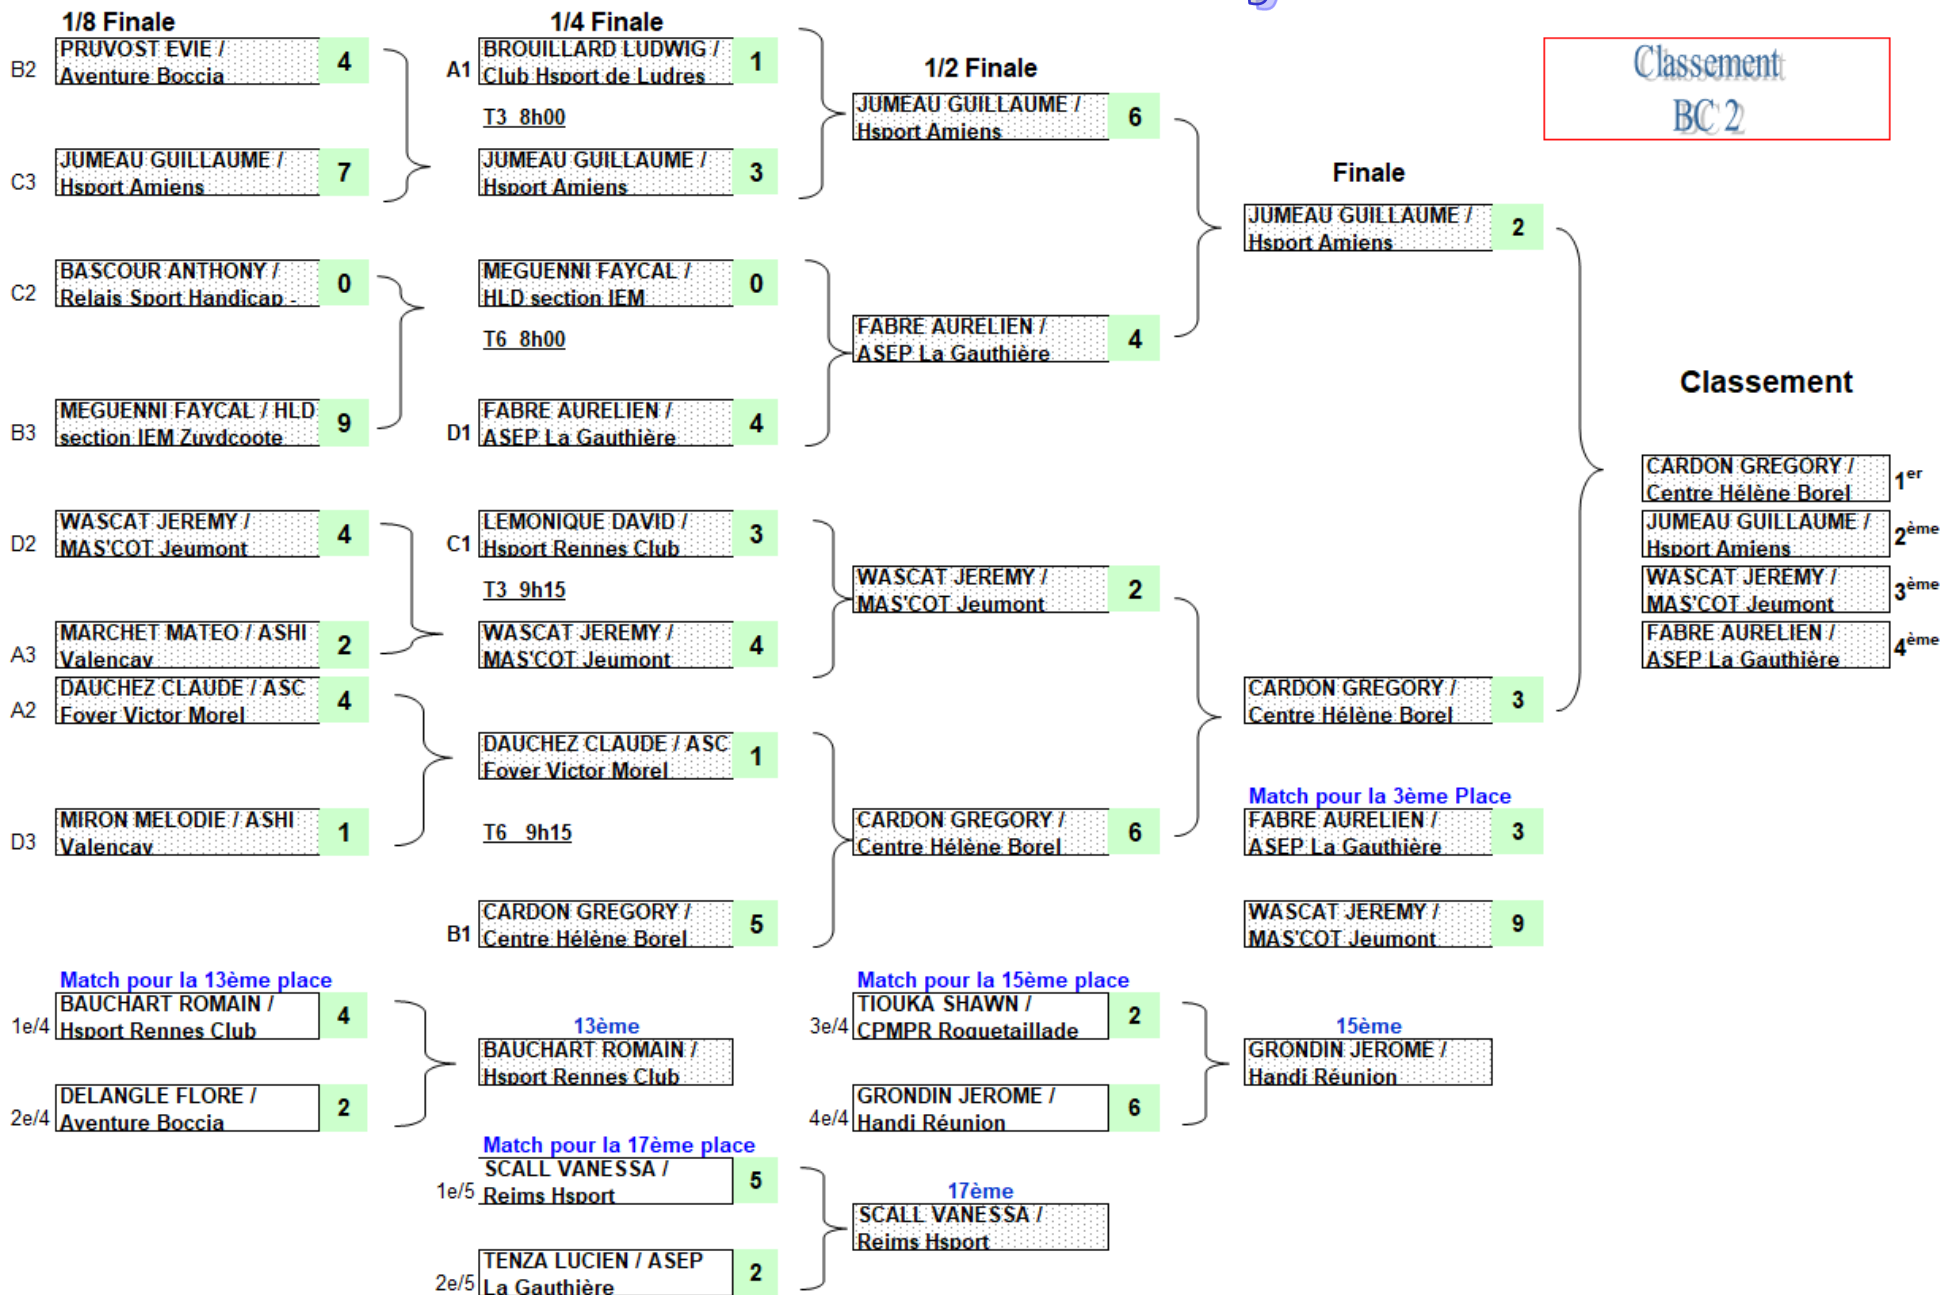 1/8 Finale
B2
PRUVOST EVIE /
Aventure Boccia
4
C3
JUMEAU GUILLAUME /
Hsport Amiens
7
C2
BASCOUR ANTHONY /
Relais Sport Handicap -
0
B3
MEGUENNI FAYCAL / HLD
section IEM Zuydcoote
9
D2
WASCAT JEREMY /
MAS'COT Jeumont
4
A3
MARCHET MATEO / ASHI
Valencay
2
A2
DAUCHEZ CLAUDE / ASC
Foyer Victor Morel
4
D3
MIRON MELODIE / ASHI
Valencay
1
1/4 Finale
A1
BROUILLARD LUDWIG /
Club Hsport de Ludres
1
T3 8h00
JUMEAU GUILLAUME /
Hsport Amiens
3
MEGUENNI FAYCAL /
HLD section IEM
0
T6 8h00
D1
FABRE AURELIEN /
ASEP La Gauthière
4
C1
LEMONIQUE DAVID /
Hsport Rennes Club
3
T3 9h15
WASCAT JEREMY /
MAS'COT Jeumont
4
DAUCHEZ CLAUDE / ASC
Foyer Victor Morel
1
T6 9h15
B1
CARDON GREGORY /
Centre Hélène Borel
5
1/2 Finale
JUMEAU GUILLAUME /
Hsport Amiens
6
FABRE AURELIEN /
ASEP La Gauthière
4
WASCAT JEREMY /
MAS'COT Jeumont
2
CARDON GREGORY /
Centre Hélène Borel
6
Finale
JUMEAU GUILLAUME /
Hsport Amiens
2
CARDON GREGORY /
Centre Hélène Borel
3
Match pour la 3ème Place
FABRE AURELIEN /
ASEP La Gauthière
3
WASCAT JEREMY /
MAS'COT Jeumont
9
Classement
BC 2
Classement
CARDON GREGORY /
Centre Hélène Borel
1er
JUMEAU GUILLAUME /
Hsport Amiens
2ème
WASCAT JEREMY /
MAS'COT Jeumont
3ème
FABRE AURELIEN /
ASEP La Gauthière
4ème
Match pour la 13ème place
1e/4
BAUCHART ROMAIN /
Hsport Rennes Club
4
2e/4
DELANGLE FLORE /
Aventure Boccia
2
13ème
BAUCHART ROMAIN /
Hsport Rennes Club
Match pour la 15ème place
3e/4
TIOUKA SHAWN /
CPMPR Roquetaillade
2
4e/4
GRONDIN JEROME /
Handi Réunion
6
15ème
GRONDIN JEROME /
Handi Réunion
Match pour la 17ème place
1e/5
SCALL VANESSA /
Reims Hsport
5
2e/5
TENZA LUCIEN / ASEP
La Gauthière
2
17ème
SCALL VANESSA /
Reims Hsport